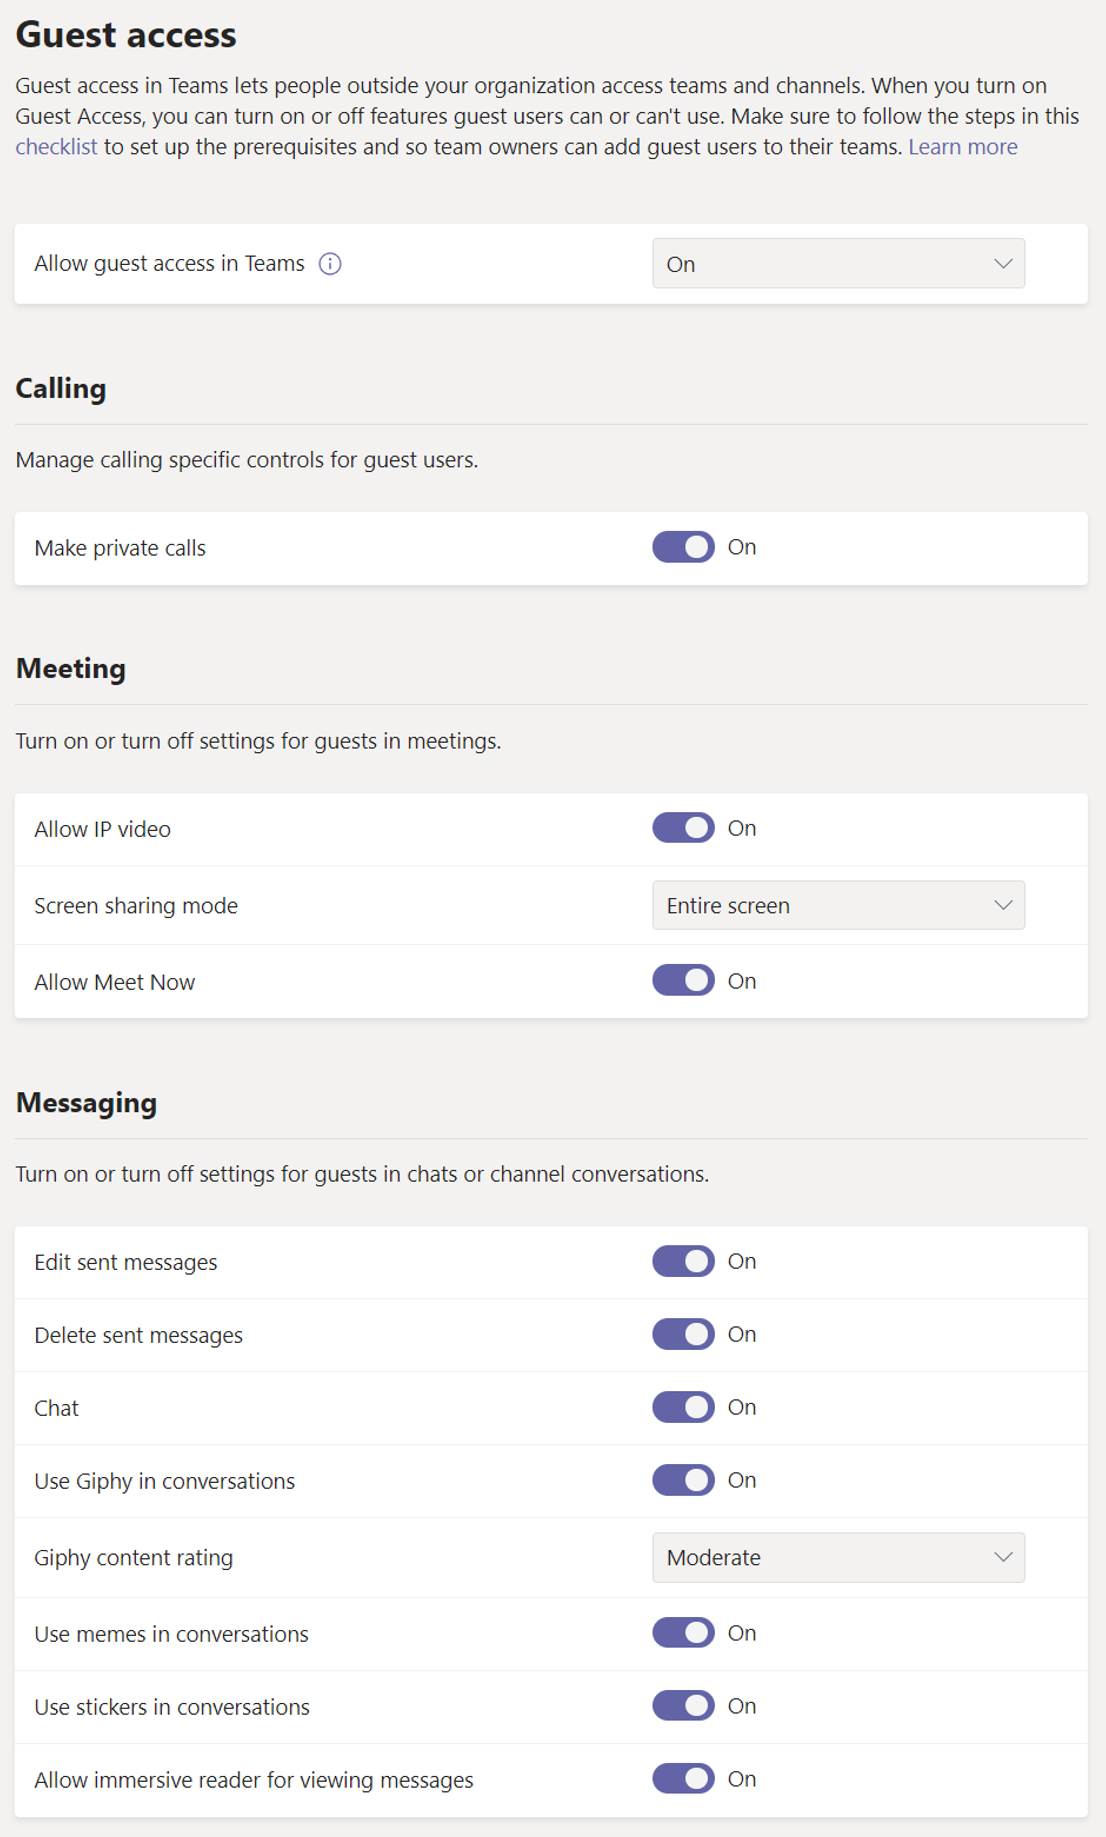 Guest access
Guest access in Teams lets people outside your organization access teams and channels. When you turn on
Guest Access, you can turn on or off features guest users can or can't use. Make sure to follow the steps in this
checklist to set up the prerequisites and so team owners can add guest users to their teams. Learn more
Allow guest access in Teams On
Calling
Manage calling specific controls for guest users.
Make private calls On
Meeting
Turn on or turn off settings for guests in meetings.
Allow IP video On
Screen sharing mode Entire screen
Allow Meet Now On
Messaging
Turn on or turn off settings for guests in chats or channel conversations.
Edit sent messages On
Delete sent messages On
Chat On
Use Giphy in conversations On
Giphy content rating Moderate
Use memes in conversations On
Use stickers in conversations On
Allow immersive reader for viewing messages On